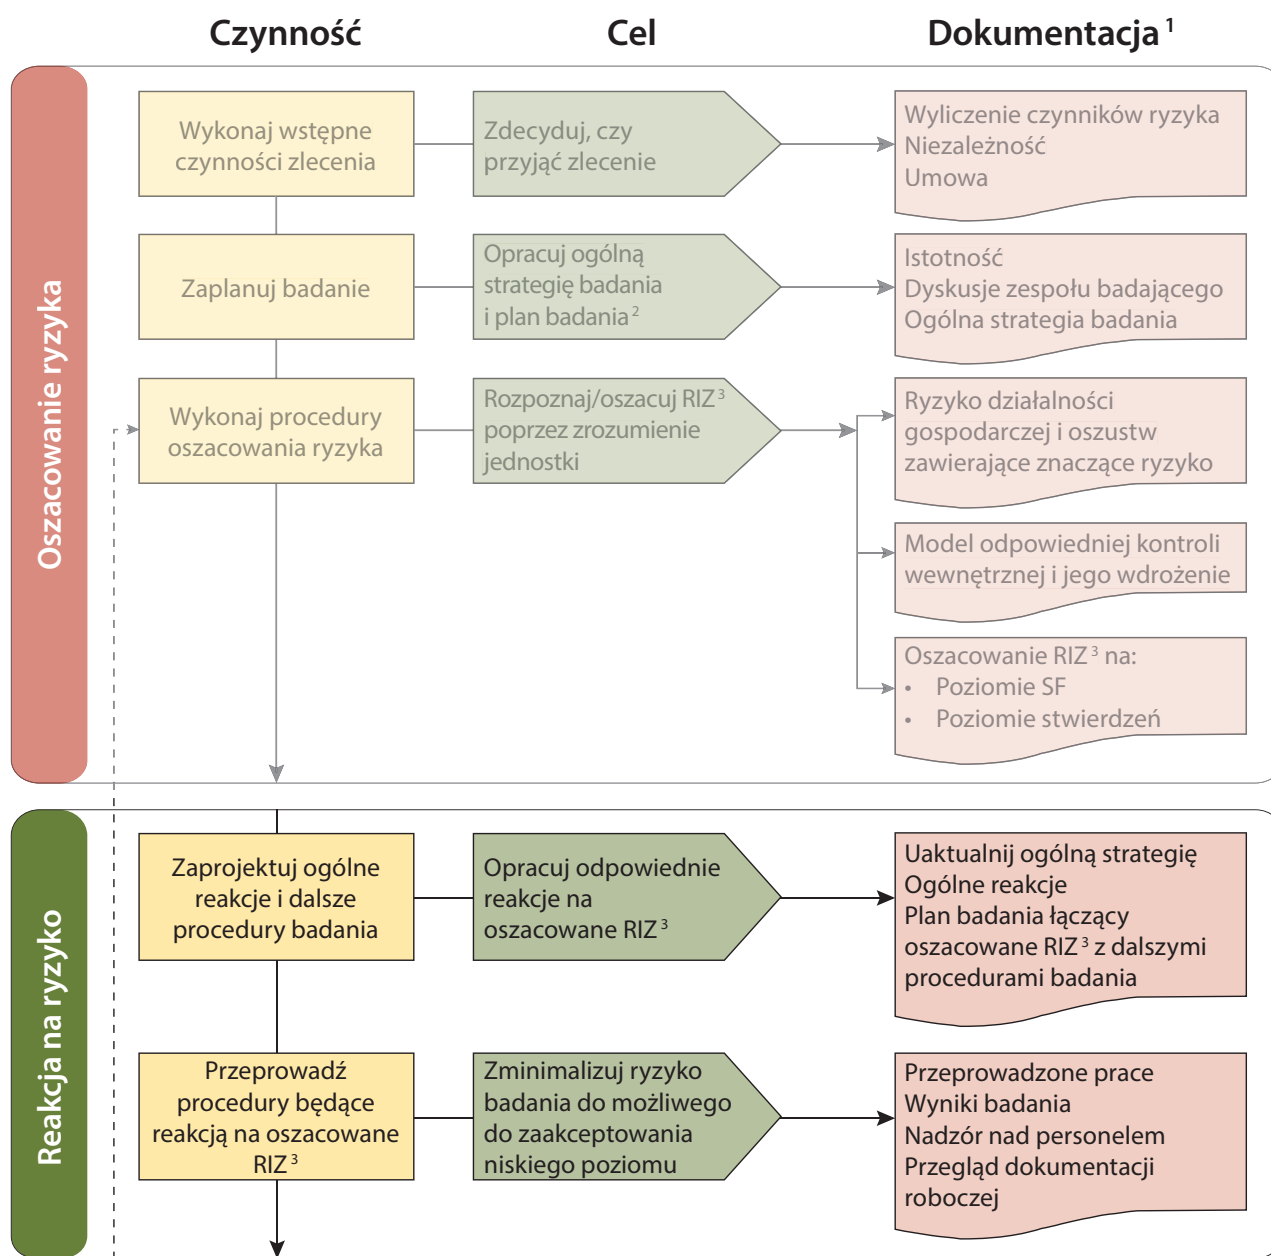 Czynność
Cel
Dokumentacja 1
Oszacowanie ryzyka
Wykonaj wstępne
czynności zlecenia
Zdecyduj, czy
przyjąć zlecenie
Wyliczenie czynników ryzyka
Niezależność
Umowa
Zaplanuj badanie
Opracuj ogólną
strategię badania
i plan badania 2
Istotność
Dyskusje zespołu badającego
Ogólna strategia badania
Wykonaj procedury
oszacowania ryzyka
Rozpoznaj/oszacuj RIZ 3
poprzez zrozumienie
jednostki
Ryzyko działalności
gospodarczej i oszustw
zawierające znaczące ryzyko
Model odpowiedniej kontroli
wewnętrznej i jego wdrożenie
Oszacowanie RIZ 3 na:
• Poziomie SF
• Poziomie stwierdzeń
Reakcja na ryzyko
Zaprojektuj ogólne
reakcje i dalsze
procedury badania
Opracuj odpowiednie
reakcje na
oszacowane RIZ 3
Uaktualnij ogólną strategię
Ogólne reakcje
Plan badania łączący
oszacowane RIZ 3 z dalszymi
procedurami badania
Przeprowadź
procedury będące
reakcją na oszacowane
RIZ 3
Zminimalizuj ryzyko
badania do możliwego
do zaakceptowania
niskiego poziomu
Przeprowadzone prace
Wyniki badania
Nadzór nad personelem
Przegląd dokumentacji
roboczej